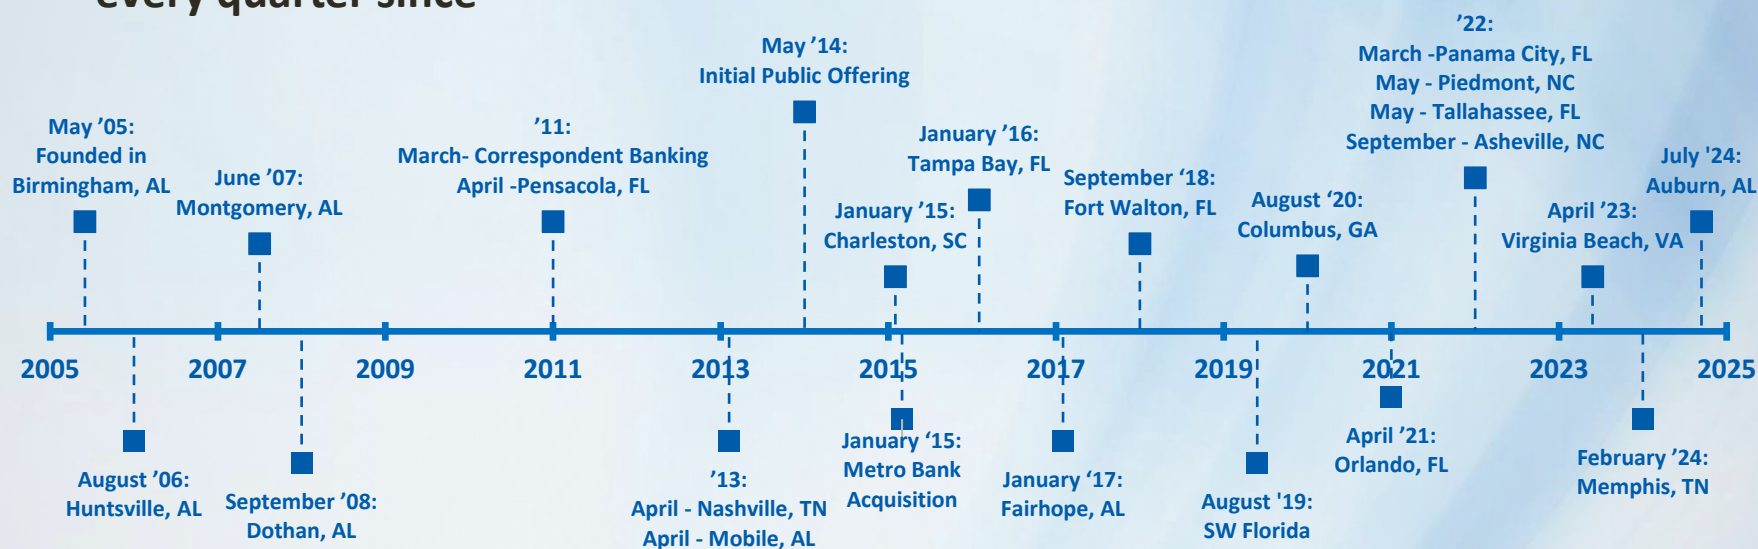 every quarter since
May ’05:
Founded in
Birmingham, AL
June ’07:
Montgomery, AL
’11:
March- Correspondent Banking
April -Pensacola, FL
May ’14:
Initial Public Offering
January ’15:
Charleston, SC
January ’16:
Tampa Bay, FL
September ‘18:
Fort Walton, FL
August ‘20:
Columbus, GA
’22:
March -Panama City, FL
May - Piedmont, NC
May - Tallahassee, FL
September - Asheville, NC
April ’23:
Virginia Beach, VA
July '24:
Auburn, AL
2005
2007
2009
2011
2013
2015
2017
2019
2021
2023
2025
August ’06:
Huntsville, AL
September ’08:
Dothan, AL
’13:
April - Nashville, TN
April - Mobile, AL
January ‘15:
Metro Bank
Acquisition
January ’17:
Fairhope, AL
August '19:
SW Florida
April ’21:
Orlando, FL
February ’24:
Memphis, TN